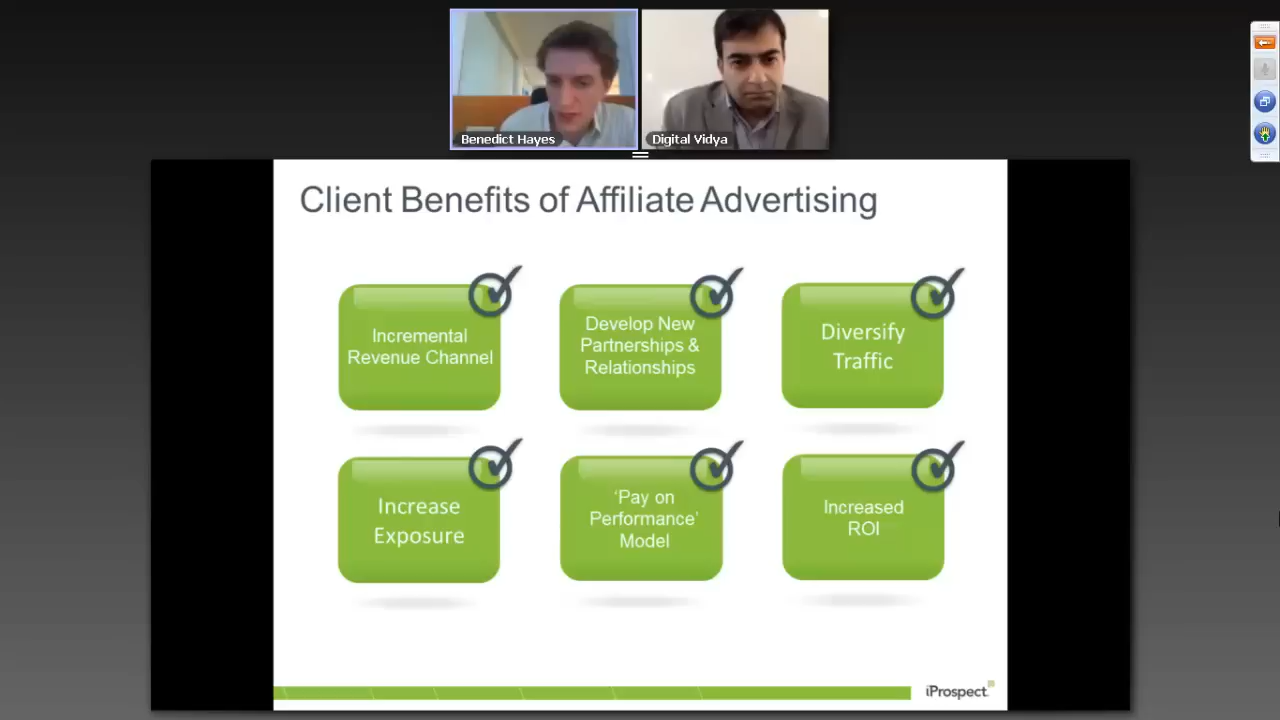 Benedict Hayes
Digital Vidya
Client Benefits of Affiliate Advertising
Incremental
Revenue Channel
Develop New
Partnerships &
Relationships
Diversify
Traffic
Increase
Exposure
‘Pay on
Performance’
Model
Increased
ROI
iProspect